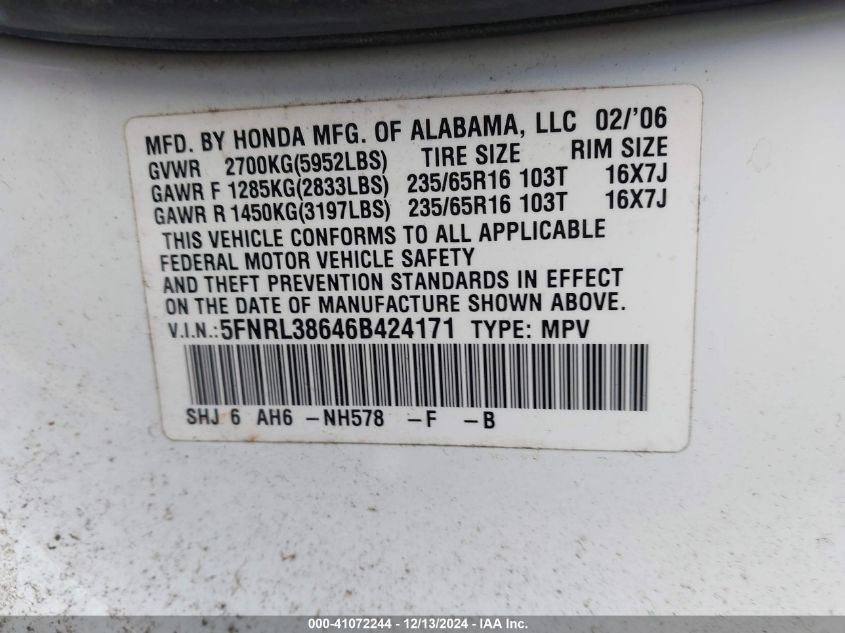 MFD. BY HONDA MFG. OF ALABAMA, LLC 02/'06
GVWR 2700KG(5952LBS) TIRE SIZE RIM SIZE
GAWR F 1285KG(2833LBS) 235/65R16 103T 16X7J
GAWR R 1450KG(3197LBS) 235/65R16 103T 16X7J
THIS VEHICLE CONFORMS TO ALL APPLICABLE
FEDERAL MOTOR VEHICLE SAFETY
AND THEFT PREVENTION STANDARDS IN EFFECT
ON THE DATE OF MANUFACTURE SHOWN ABOVE.
V.I.N.: 5FNRL38646B424171 TYPE: MPV
SHJ 6 AH6 -NH578 -F -B
000-41072244 - 12/13/2024 - IAA Inc.